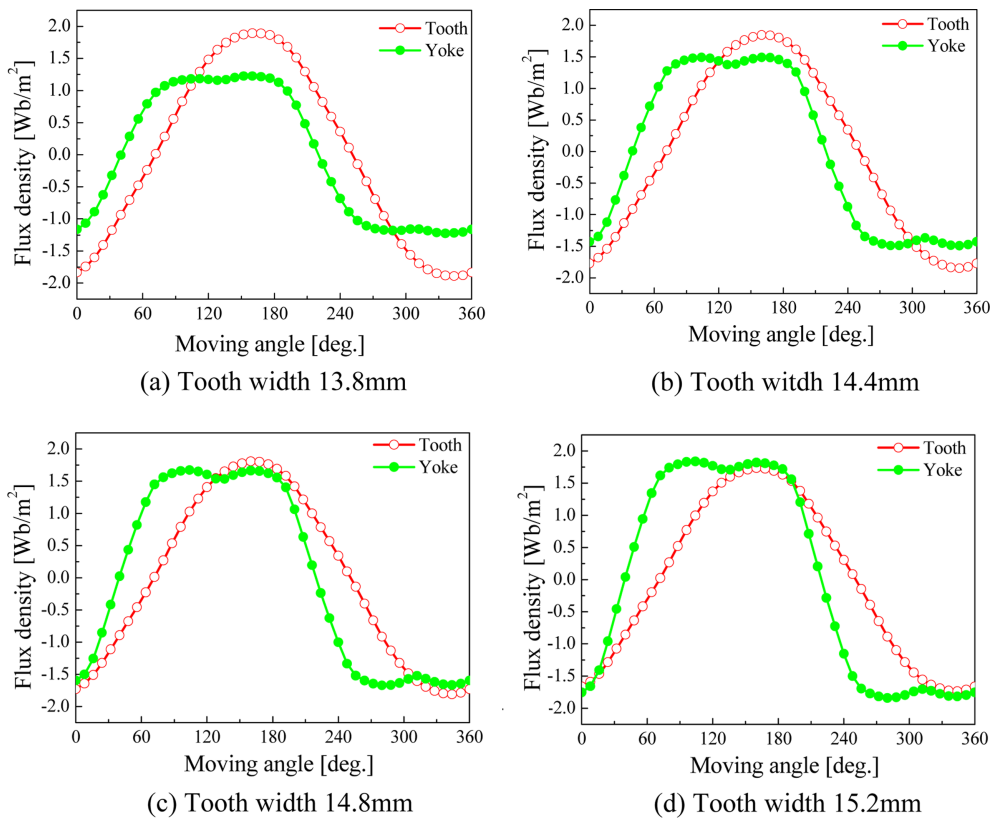 Flux density [Wb/m²]
2.0
1.5
1.0
0.5
0.0
-0.5
-1.0
-1.5
-2.0
Tooth
Yoke
0 60 120 180 240 300 360
Moving angle [deg.]
(a) Tooth width 13.8mm
Flux density [Wb/m²]
2.0
1.5
1.0
0.5
0.0
-0.5
-1.0
-1.5
-2.0
Tooth
Yoke
0 60 120 180 240 300 360
Moving angle [deg.]
(b) Tooth witdh 14.4mm
Flux density [Wb/m²]
2.0
1.5
1.0
0.5
0.0
-0.5
-1.0
-1.5
-2.0
Tooth
Yoke
0 60 120 180 240 300 360
Moving angle [deg.]
(c) Tooth width 14.8mm
Flux density [Wb/m²]
2.0
1.5
1.0
0.5
0.0
-0.5
-1.0
-1.5
-2.0
Tooth
Yoke
0 60 120 180 240 300 360
Moving angle [deg.]
(d) Tooth width 15.2mm